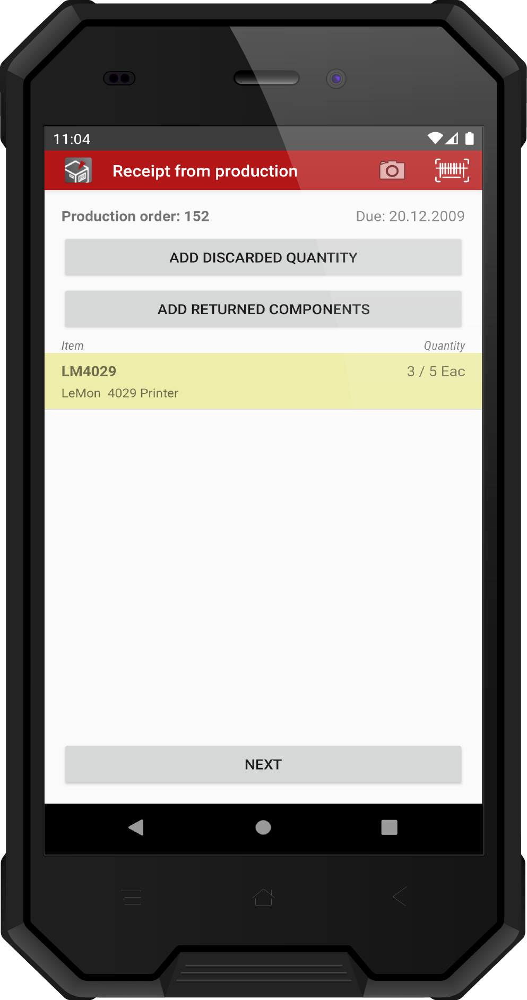 11:04
Receipt from production
Production order: 152 Due: 20.12.2009
ADD DISCARDED QUANTITY
ADD RETURNED COMPONENTS
Item Quantity
LM4029 3 / 5 Eac
LeMon  4029 Printer
NEXT